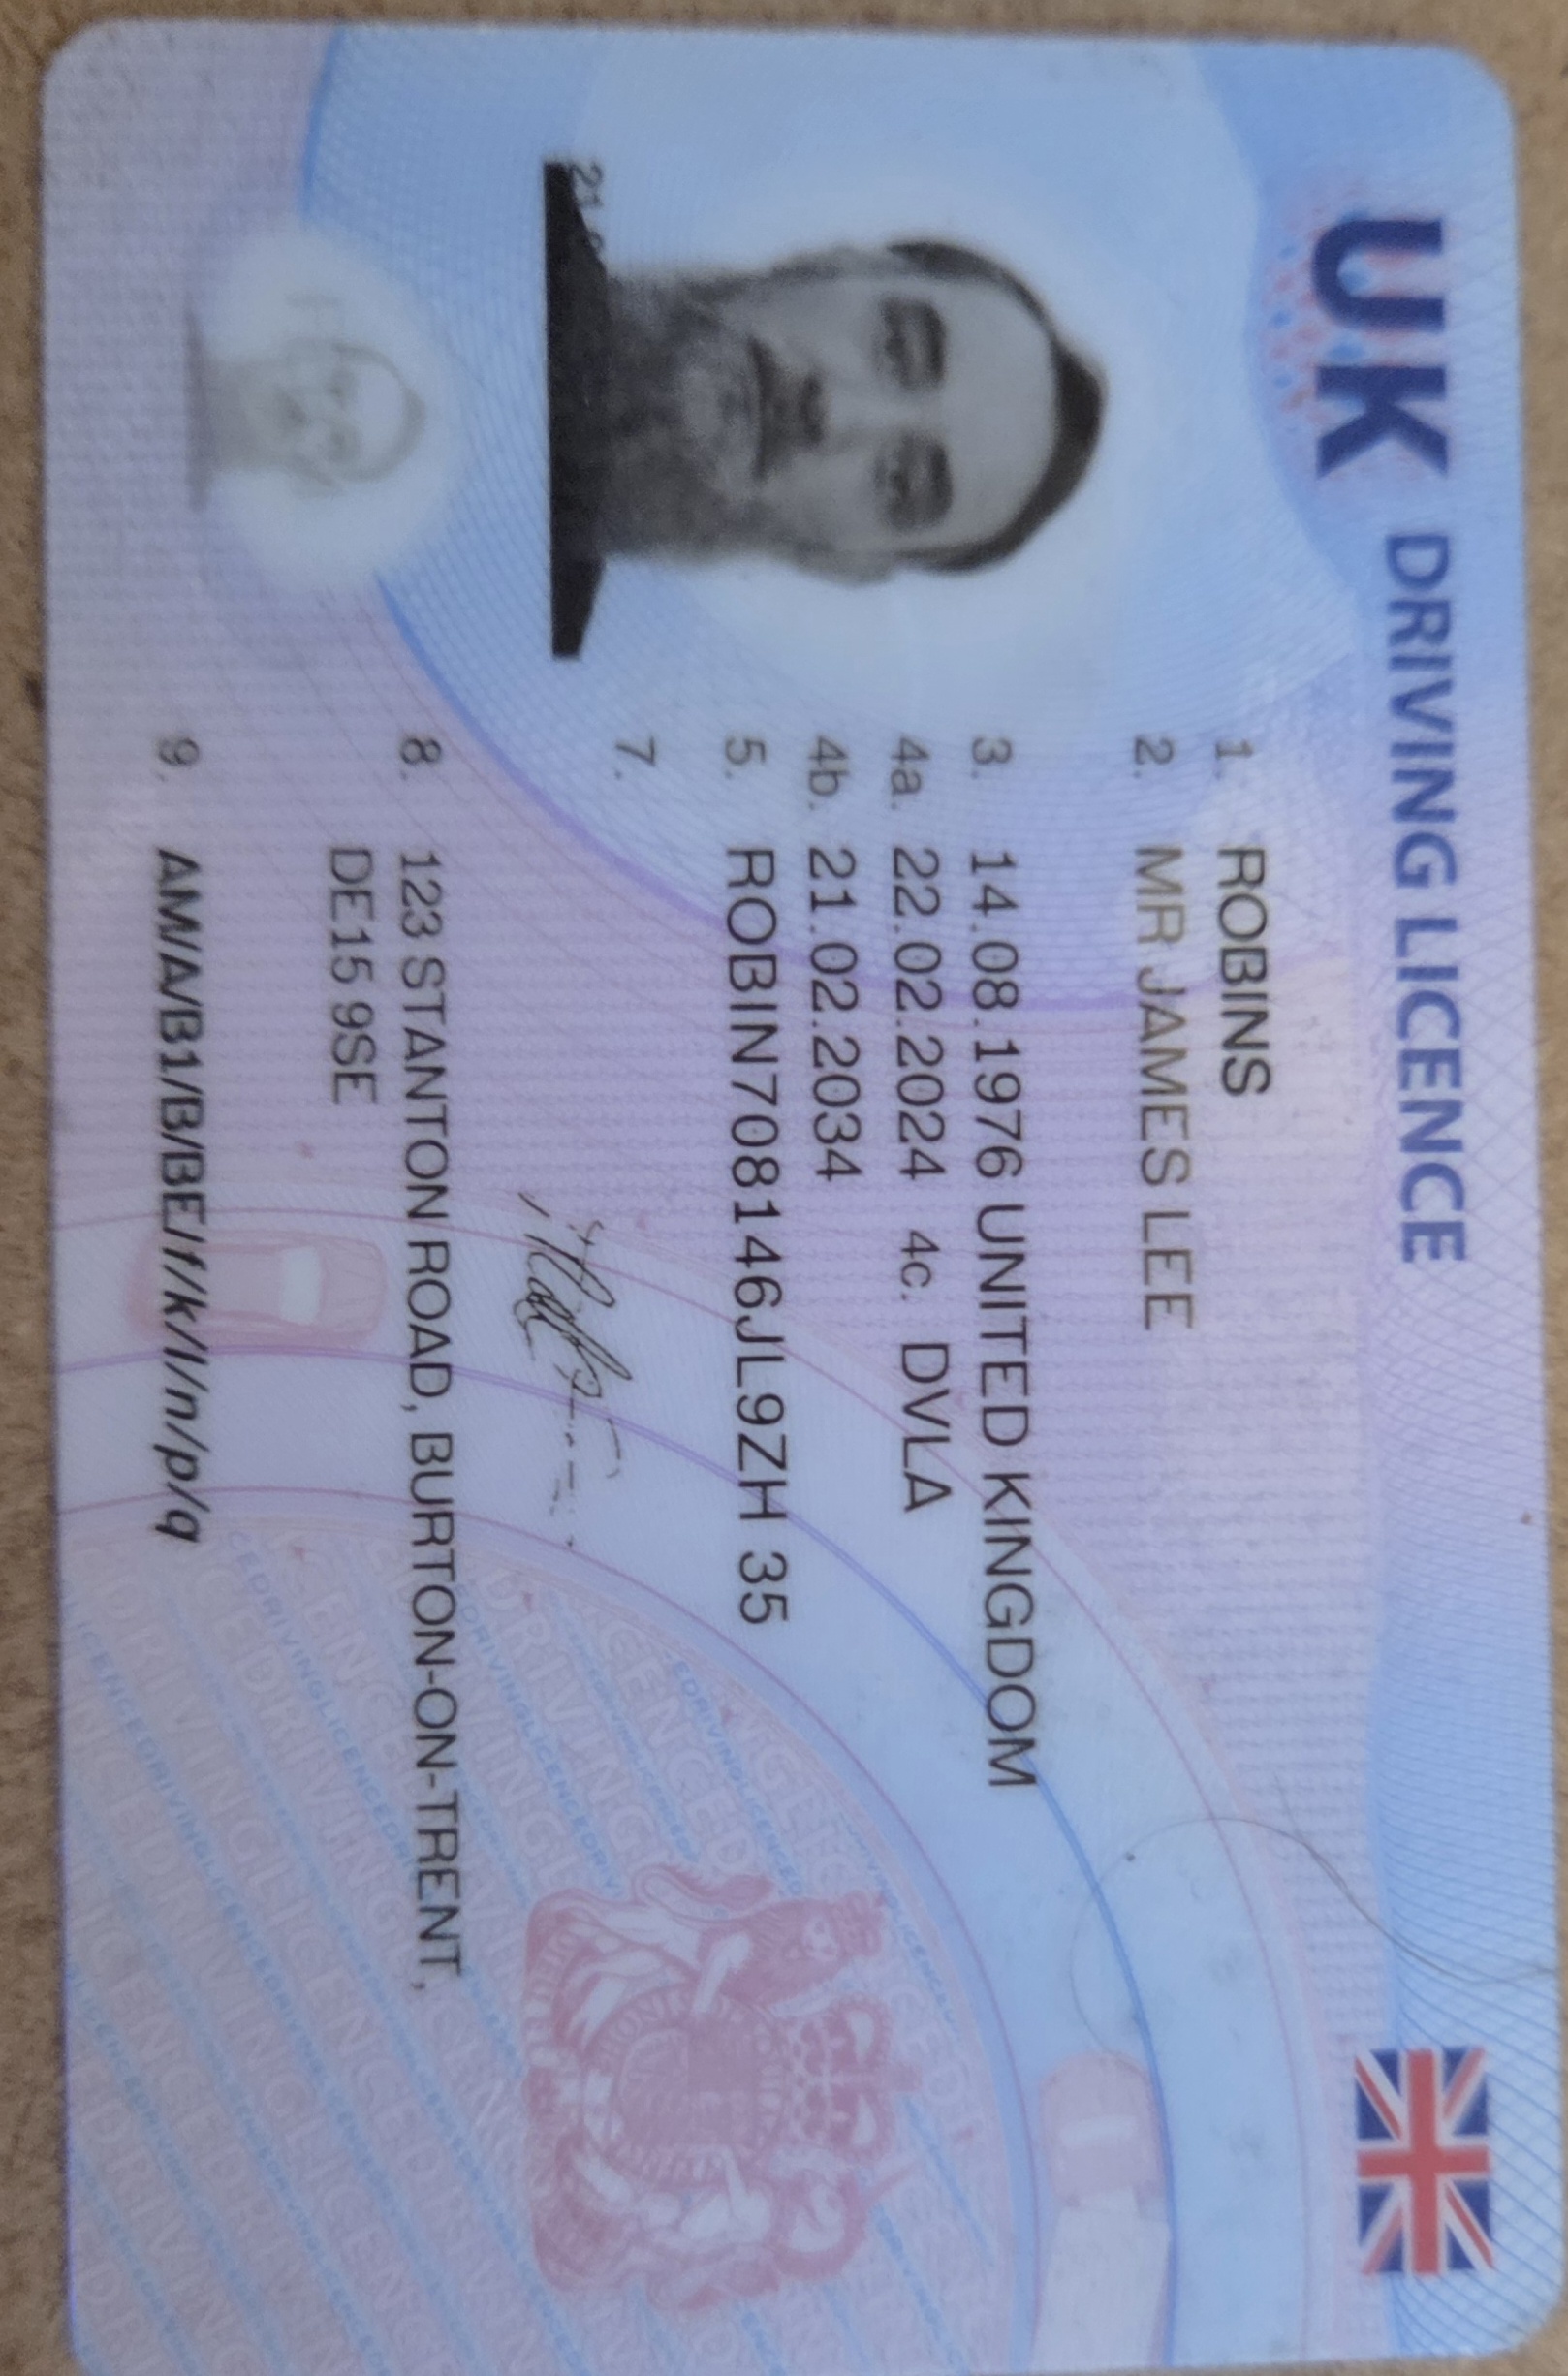 UK DRIVING LICENCE
1. ROBINS
2. MR JAMES LEE
3. 14.08.1976 UNITED KINGDOM
4a. 22.02.2024 4c. DVLA
4b. 21.02.2034
5. ROBIN708146JL9ZH 35
7.
8. 123 STANTON ROAD, BURTON-ON-TRENT,
DE15 9SE
9. AM/A/B1/B/BE/f/k/l/n/p/q